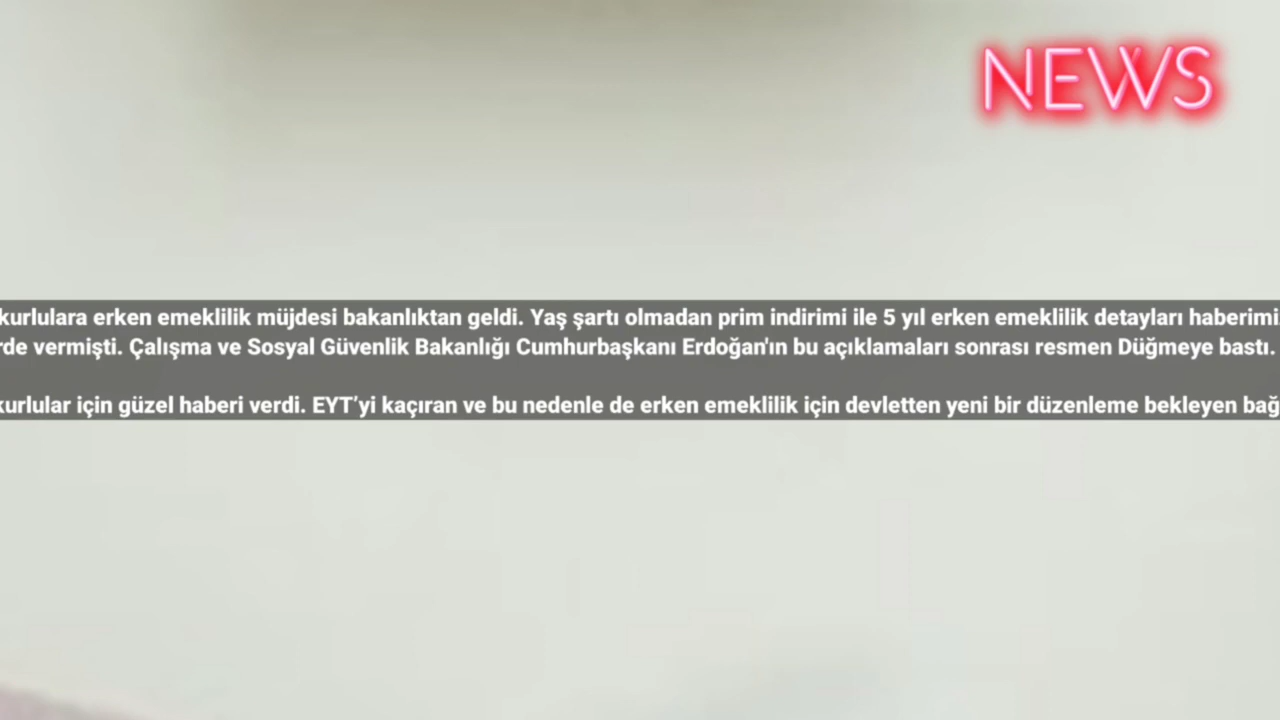 NEWS
kurlulara erken emeklilik müjdesi bakanlıktan geldi. Yaş şartı olmadan prim indirimi ile 5 yıl erken emeklilik detayları haberimi
rde vermişti. Çalışma ve Sosyal Güvenlik Bakanlığı Cumhurbaşkanı Erdoğan'ın bu açıklamaları sonrası resmen Düğmeye bastı.
kurlular için güzel haberi verdi. EYT’yi kaçıran ve bu nedenle de erken emeklilik için devletten yeni bir düzenleme bekleyen bağ